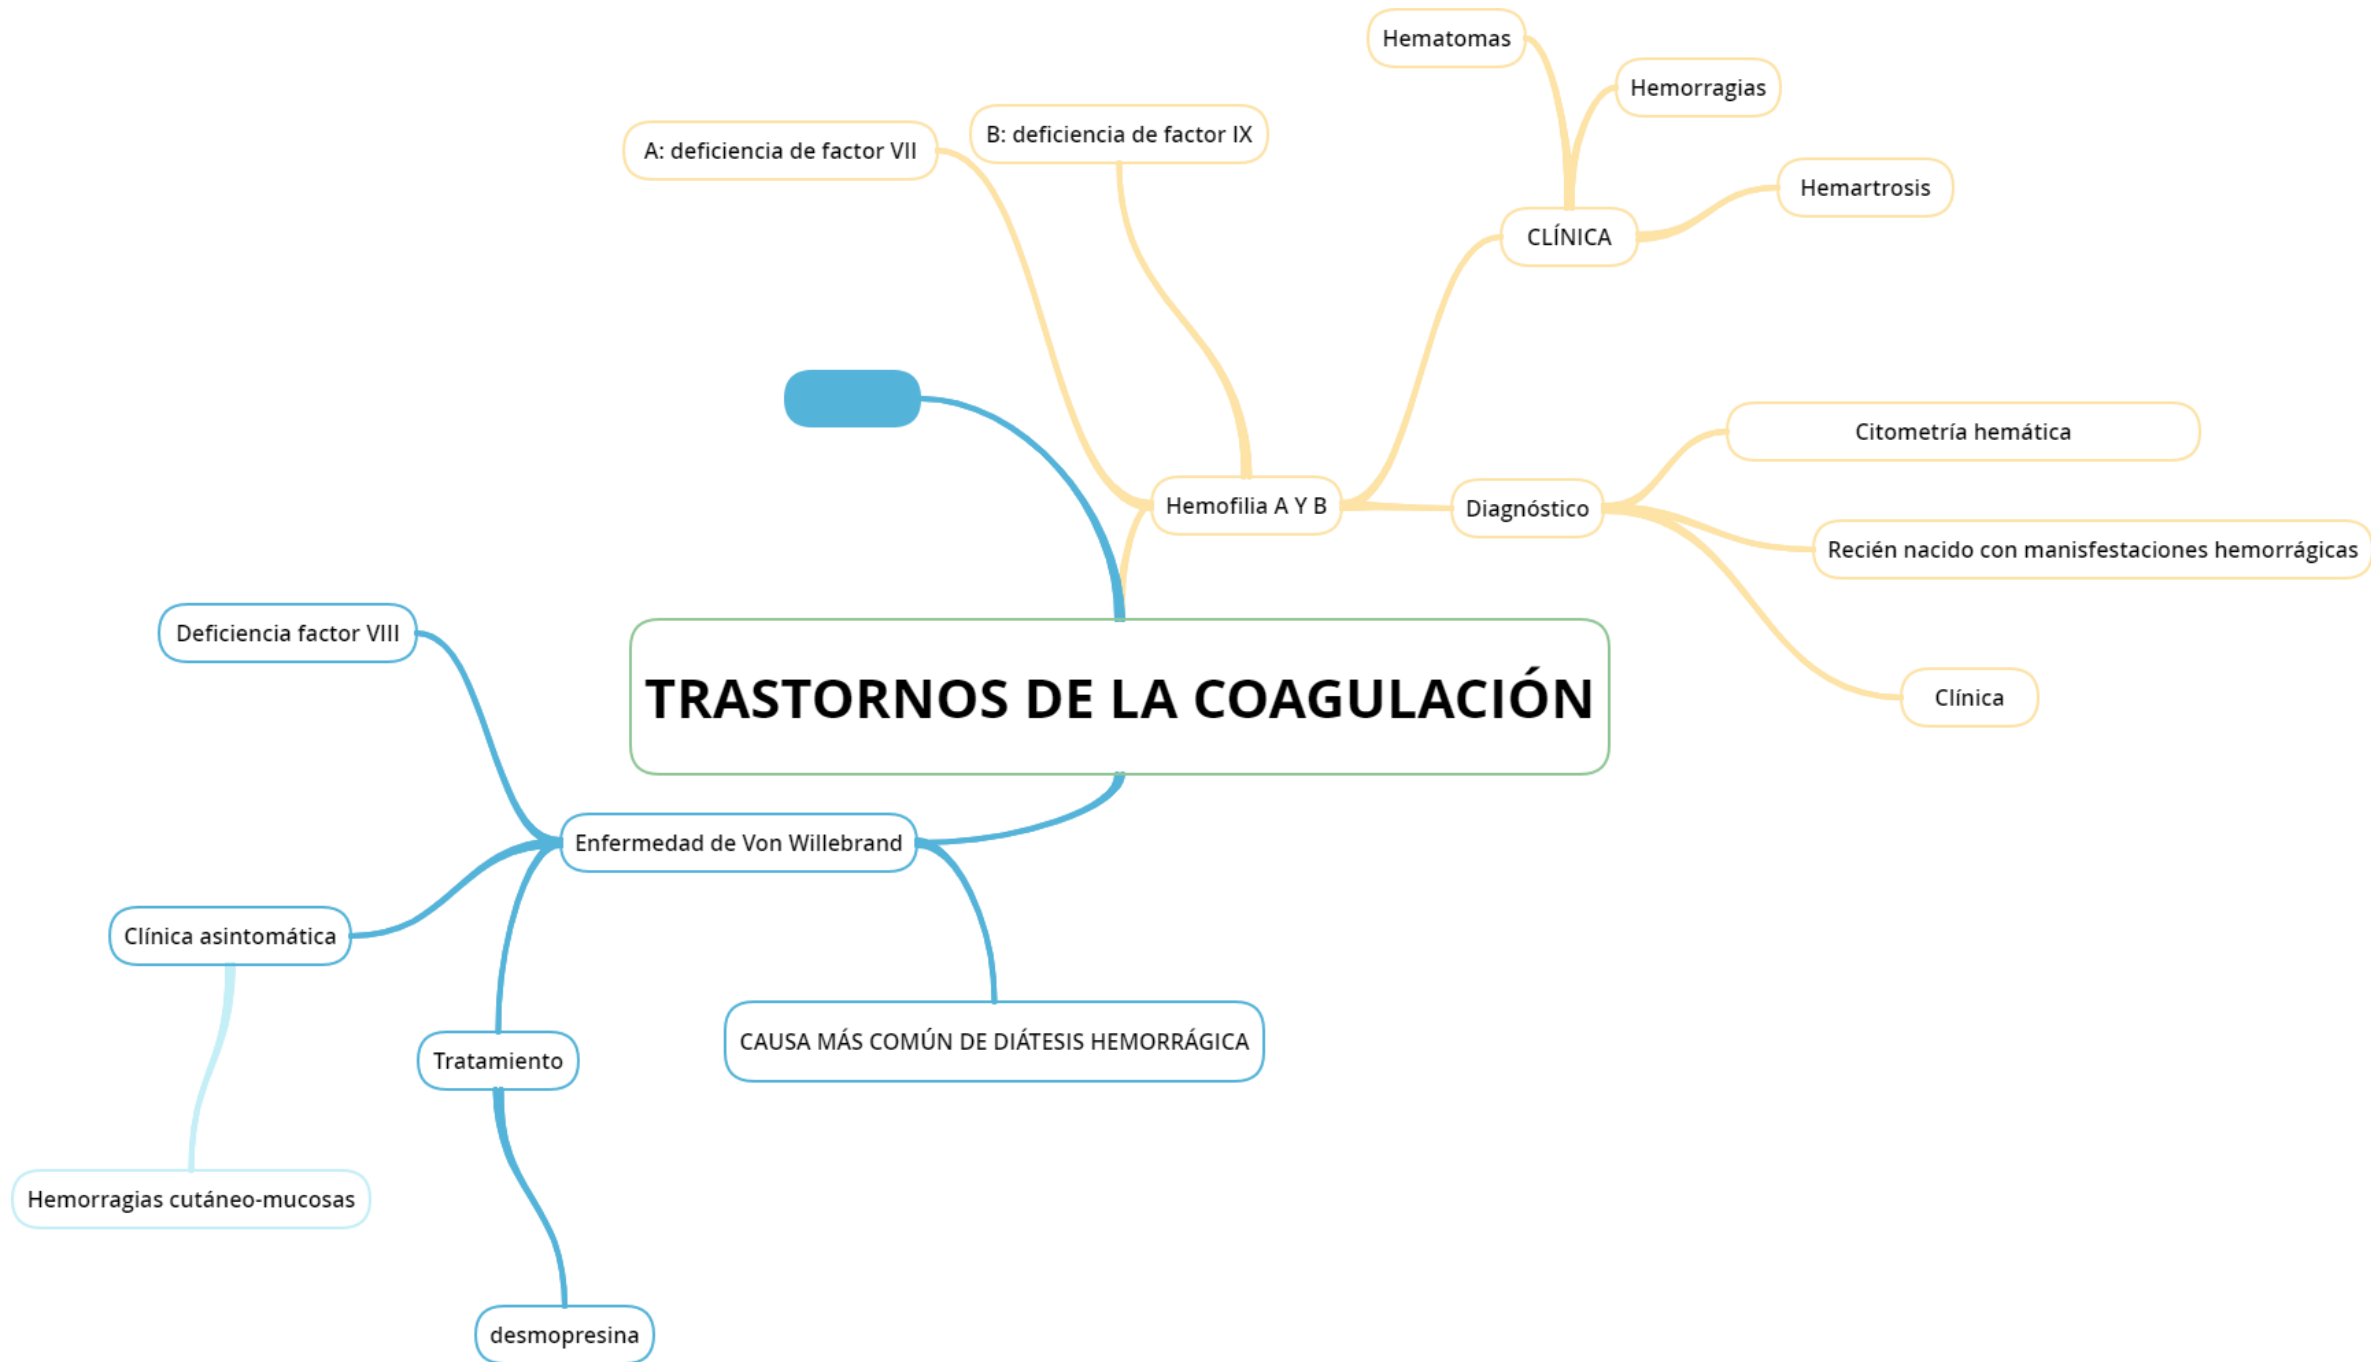 Hematomas
Hemorragias
B: deficiencia de factor IX
A: deficiencia de factor VII
Hemartrosis
CLÍNICA
Citometría hemática
Hemofilia A Y B
Diagnóstico
Recién nacido con manisfestaciones hemorrágicas
Deficiencia factor VIII
TRASTORNOS DE LA COAGULACIÓN
Clínica
Enfermedad de Von Willebrand
Clínica asintomática
CAUSA MÁS COMÚN DE DIÁTESIS HEMORRÁGICA
Tratamiento
Hemorragias cutáneo-mucosas
desmopresina